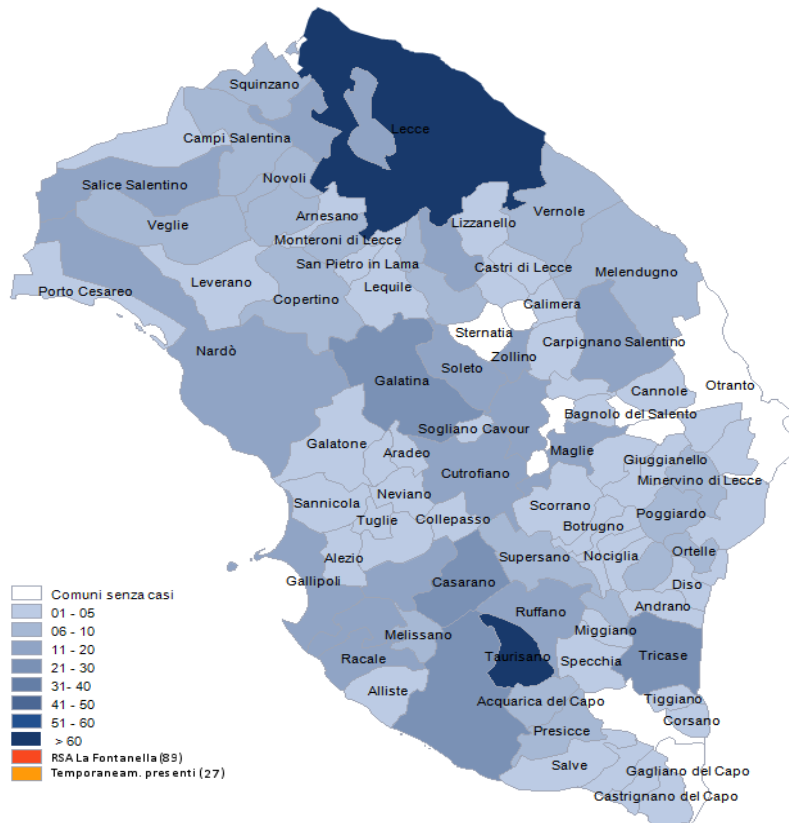 Squinzano
Lecce
Campi Salentina
Novoli
Salice Salentino
Arnesano
Vernole
Veglie
Lizzanello
Monteroni di Lecce
San Pietro in Lama
Castri di Lecce
Melendugno
Leverano
Lequile
Porto Cesareo
Copertino
Calimera
Sternatia
Carpignano Salentino
Nardò
Zollino
Soleto
Galatina
Otranto
Cannole
Bagnolo del Salento
Sogliano Cavour
Galatone
Aradeo
Maglie
Giuggianello
Cutrofiano
Minervino di Lecce
Neviano
Sannicola
Scorrano
Poggiardo
Tuglie
Collepasso
Botrugno
Alezio
Supersano
Nociglia
Ortelle
Gallipoli
Casarano
Diso
Andrano
Ruffano
Melissano
Miggiano
Taurisano
Tricase
Racale
Specchia
Alliste
Acquarica del Capo
Tiggiano
Corsano
Presicce
Salve
Gagliano del Capo
Castrignano del Capo
Comuni senza casi
01 - 05
06 - 10
11 - 20
21 - 30
31- 40
41 - 50
51 - 60
> 60
RSA La Fontanella (89)
Temporaneam. presenti (27)